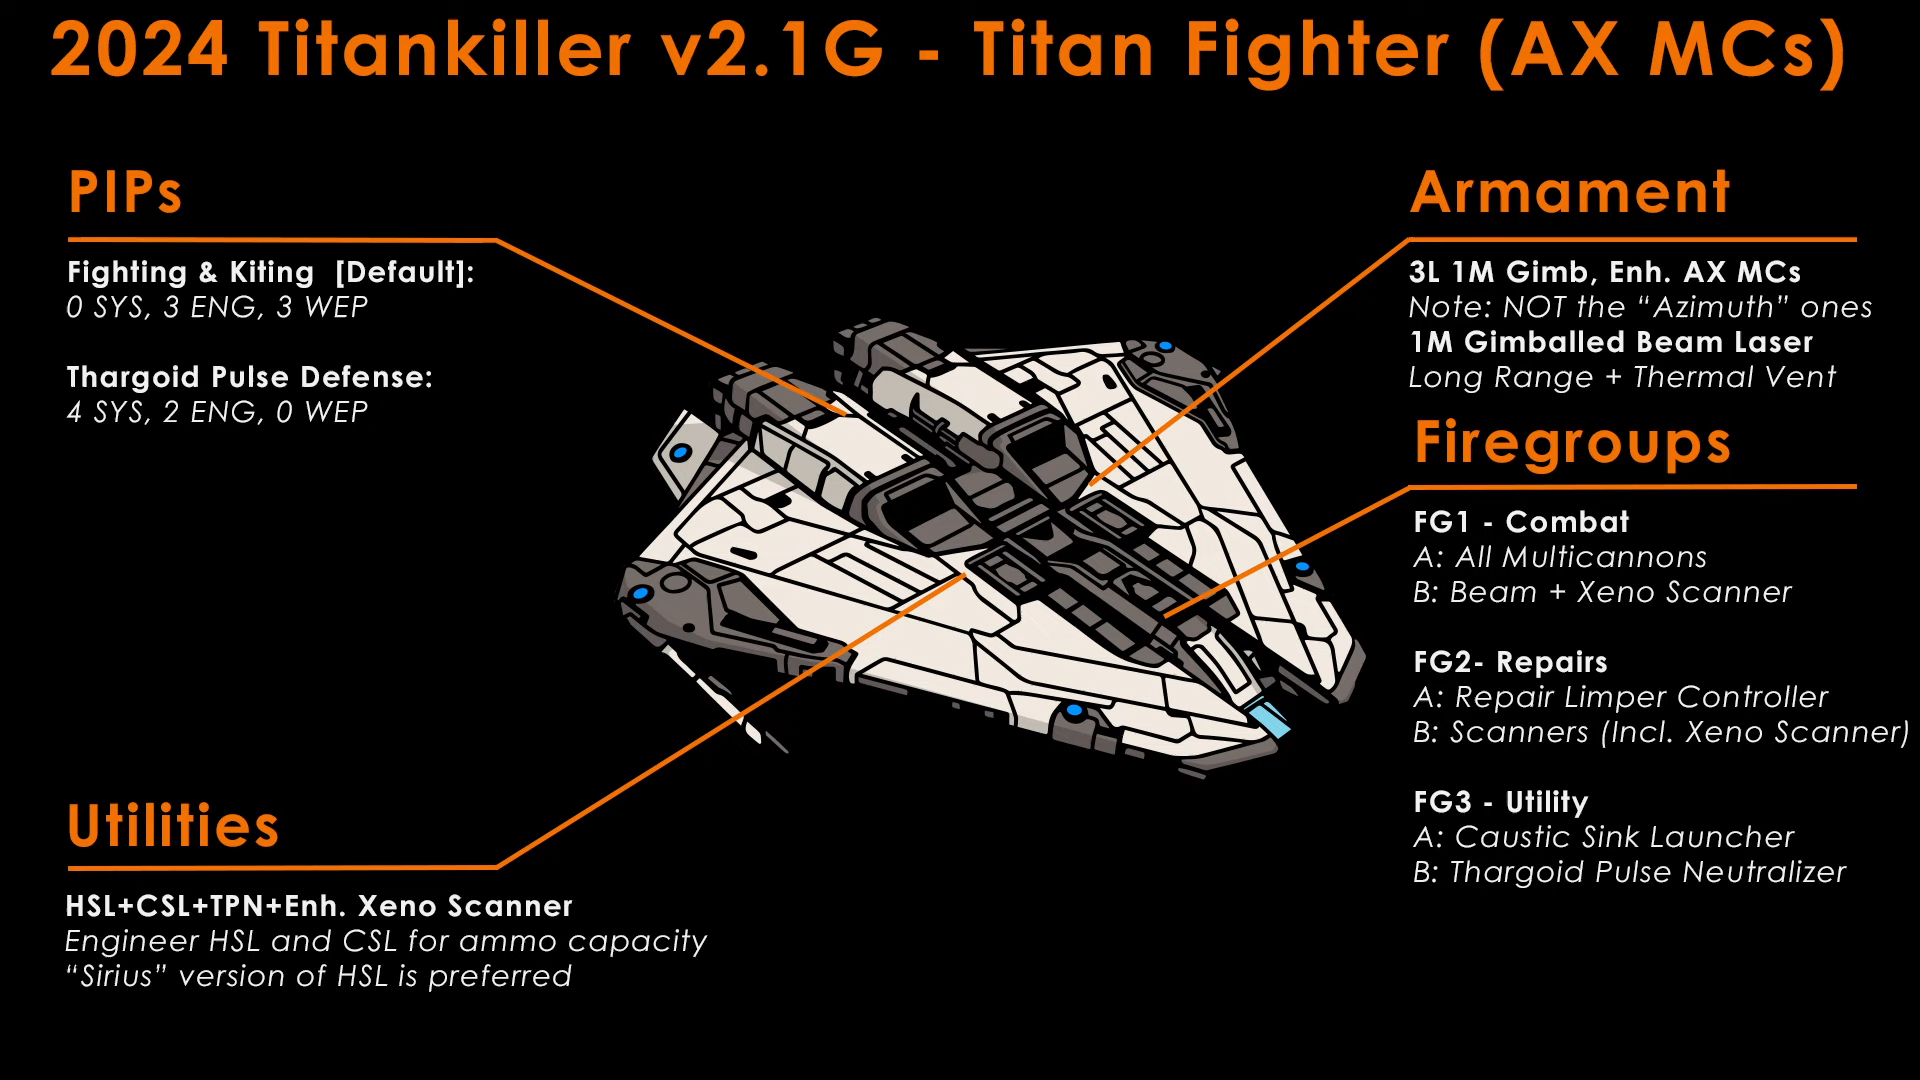 2024 Titankiller v2.1G - Titan Fighter (AX MCs)
PIPs
Fighting & Kiting [Default]:
0 SYS, 3 ENG, 3 WEP
Thargoid Pulse Defense:
4 SYS, 2 ENG, 0 WEP
Armament
3L 1M Gimb, Enh. AX MCs
Note: NOT the “Azimuth” ones
1M Gimballed Beam Laser
Long Range + Thermal Vent
Firegroups
FG1 - Combat
A: All Multicannons
B: Beam + Xeno Scanner
FG2- Repairs
A: Repair Limper Controller
B: Scanners (Incl. Xeno Scanner)
FG3 - Utility
A: Caustic Sink Launcher
B: Thargoid Pulse Neutralizer
Utilities
HSL+CSL+TPN+Enh. Xeno Scanner
Engineer HSL and CSL for ammo capacity
“Sirius” version of HSL is preferred